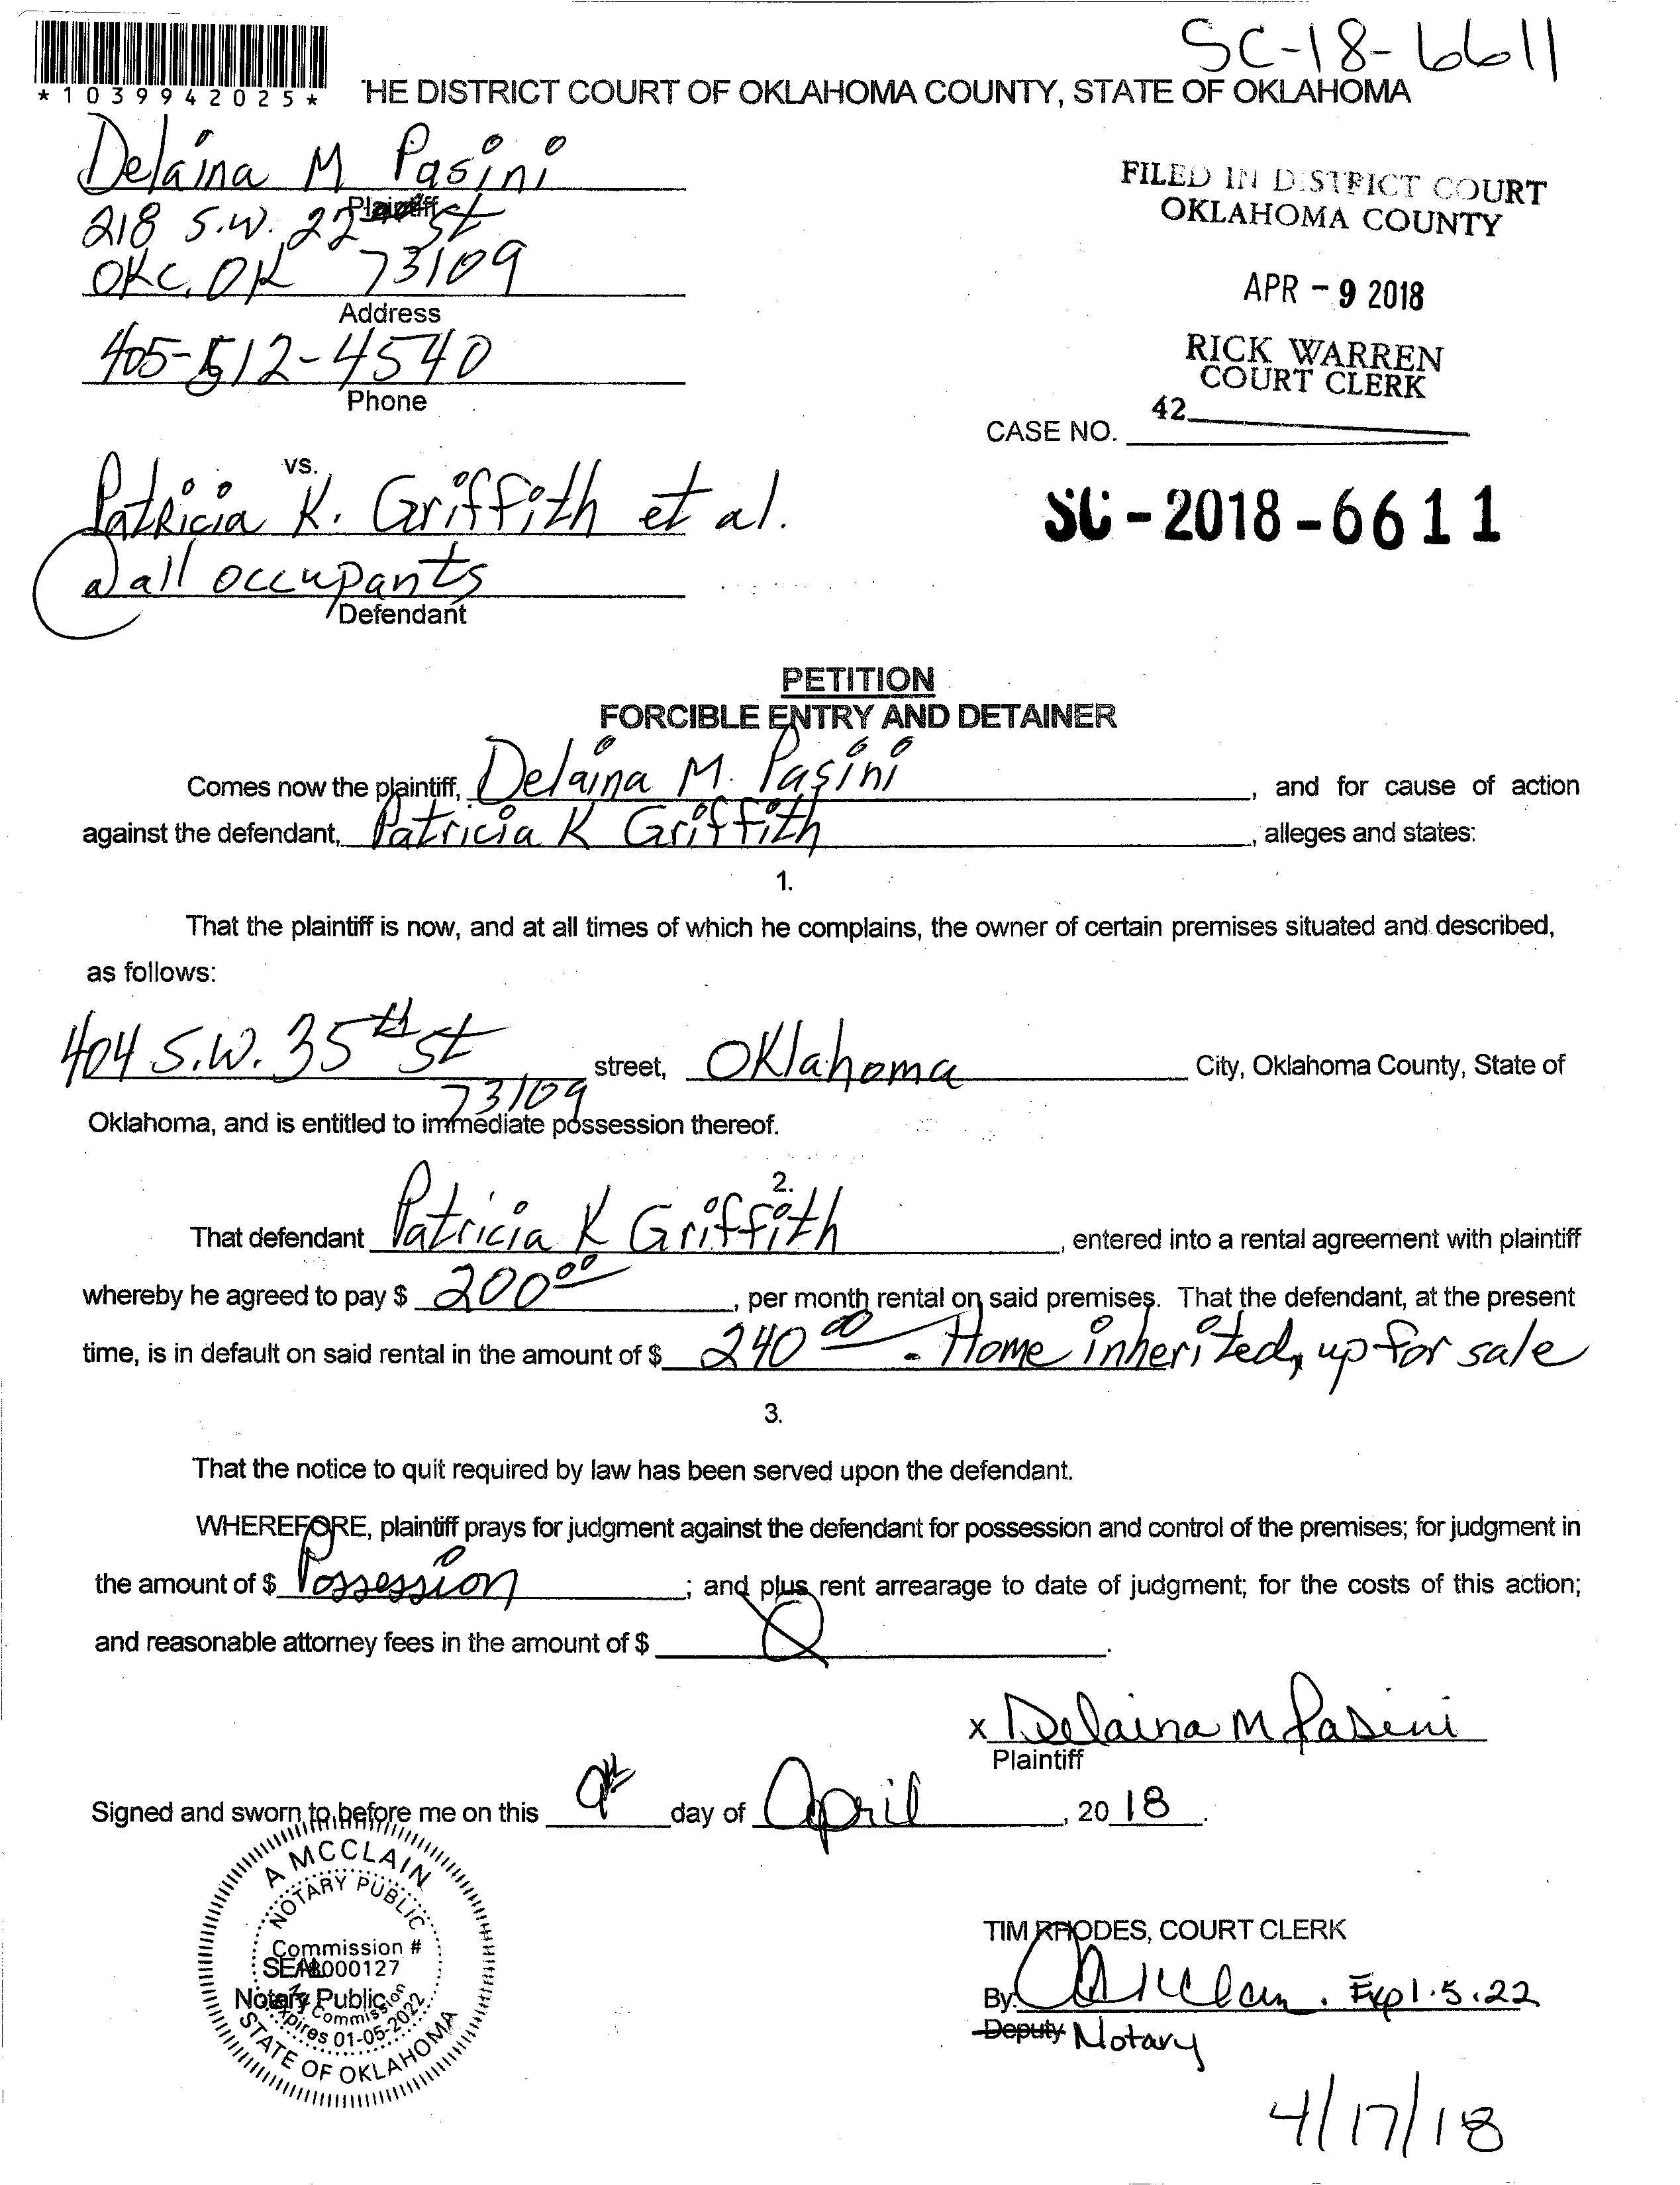 SC-18-6611
*1039942025*
'HE DISTRICT COURT OF OKLAHOMA COUNTY, STATE OF OKLAHOMA
Delaina M Pasini
Plaintiff
218 S.W. 22 st
OKC, OK 73109
Address
405-512-4540
Phone
FILED IN DISTRICT COURT
OKLAHOMA COUNTY
APR - 9 2018
RICK WARREN
COURT CLERK
42
CASE NO.
SC - 2018 - 6611
vs.
Patricia K. Griffith et al.
a all occupants
Defendant
PETITION
FORCIBLE ENTRY AND DETAINER
Comes now the plaintiff, Delaina M. Pasini, and for cause of action
against the defendant, Patricia K Griffith, alleges and states:
1.
That the plaintiff is now, and at all times of which he complains, the owner of certain premises situated and described,
as follows:
404 S.W. 35th st street, Oklahoma City, Oklahoma County, State of
73109
Oklahoma, and is entitled to immediate possession thereof.
2.
That defendant Patricia K Griffith, entered into a rental agreement with plaintiff
whereby he agreed to pay $ 200 00, per month rental on said premises. That the defendant, at the present
time, is in default on said rental in the amount of $ 240 00 - Home inherited, up for sale
3.
That the notice to quit required by law has been served upon the defendant.
WHEREFORE, plaintiff prays for judgment against the defendant for possession and control of the premises; for judgment in
the amount of $ Possession; and plus rent arrearage to date of judgment; for the costs of this action;
and reasonable attorney fees in the amount of $ 0.
x Delaina M Pasini
Plaintiff
Signed and sworn to before me on this 9th day of April, 20 18.
A MCCLAIN
NOTARY PUBLIC
Commission #
SEAL 000127
Notary Public
Commission
Expires 01-05-2022
STATE OF OKLAHOMA
TIM RHODES, COURT CLERK
By: Exp 1.5.22
Deputy Notary
4/17/18